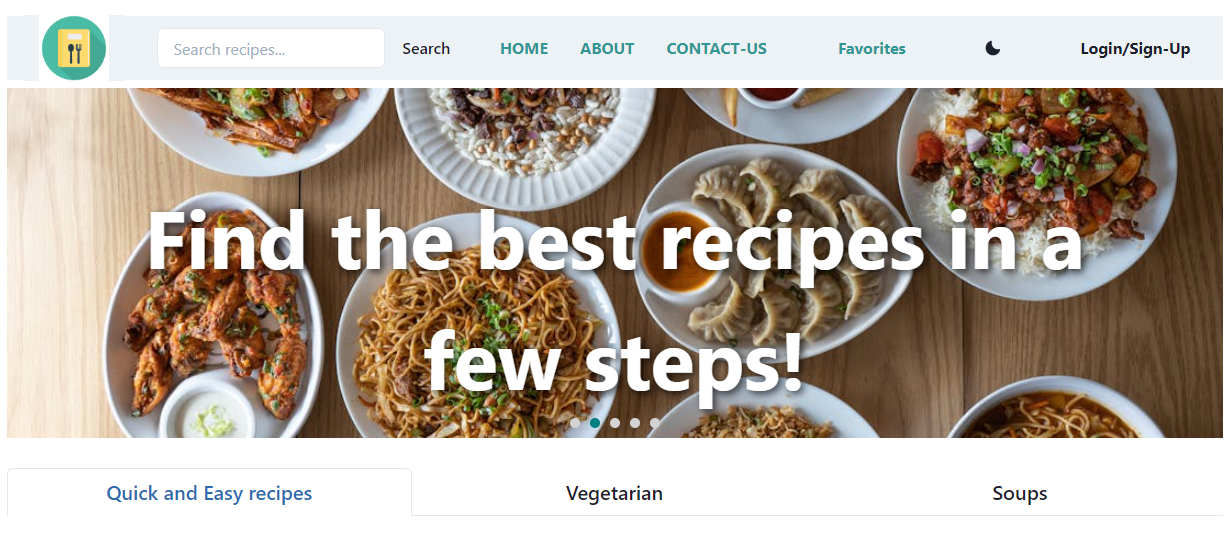 Search recipes...
Search
HOME
ABOUT
CONTACT-US
Favorites
Login/Sign-Up
Find the best recipes in a
few steps!
Quick and Easy recipes
Vegetarian
Soups